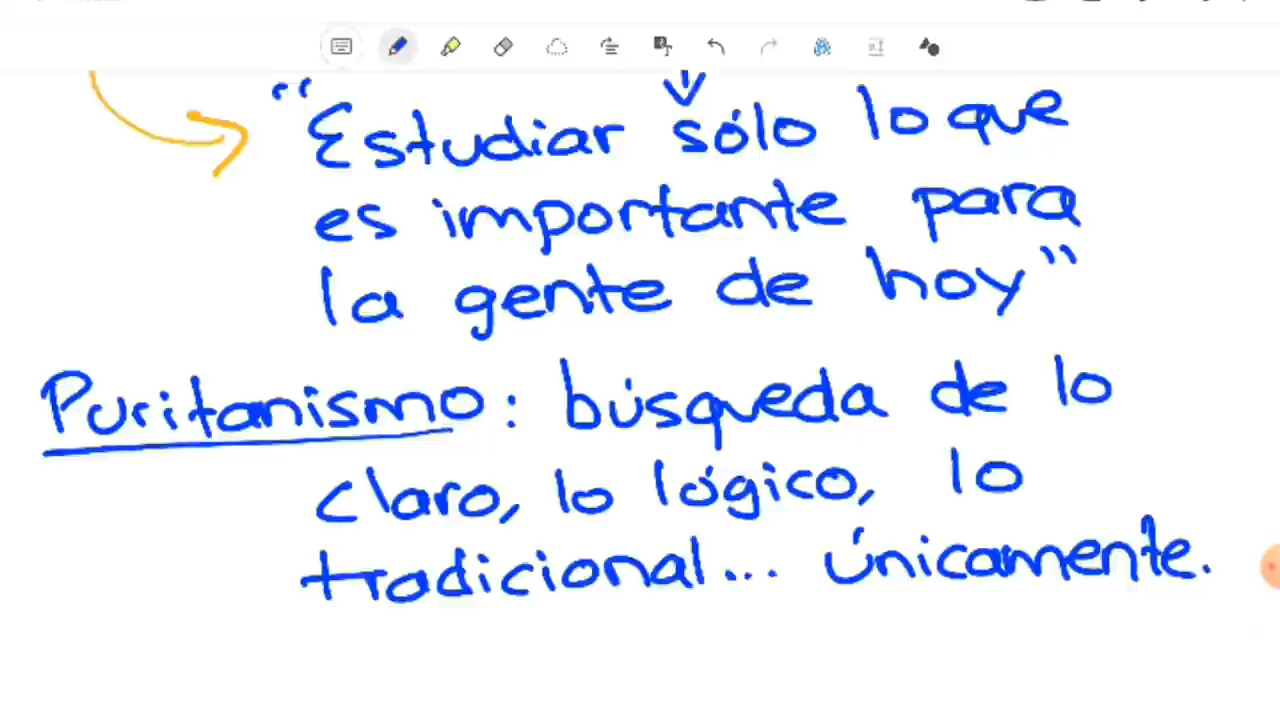 “Estudiar sólo lo que
es importante para
la gente de hoy”
Puritanismo: búsqueda de lo
claro, lo lógico, lo
tradicional... únicamente.